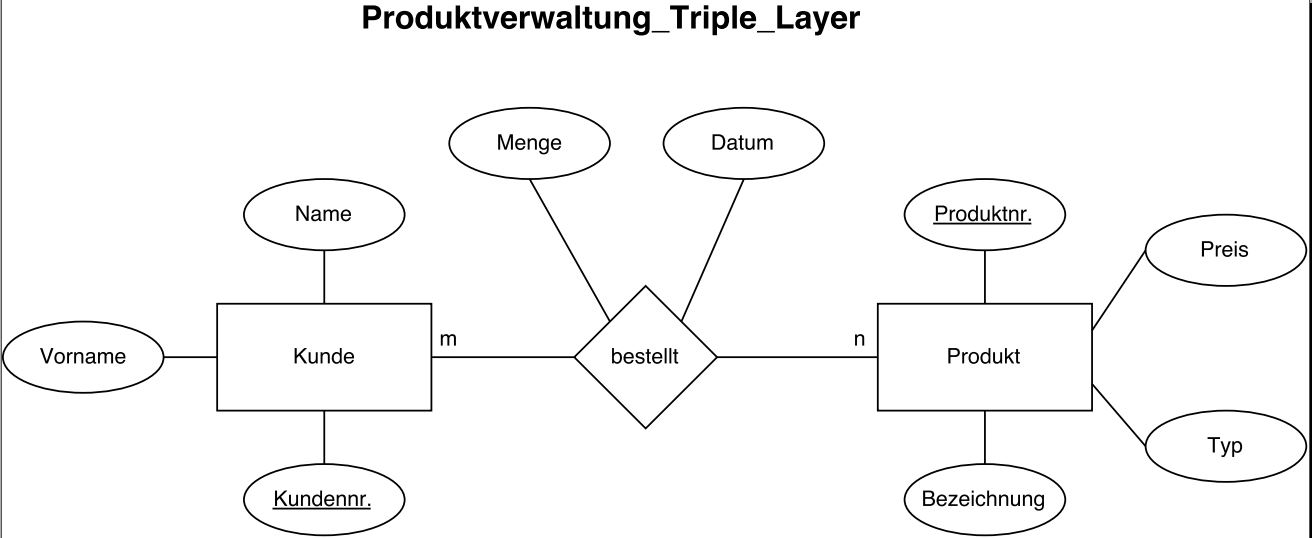 Produktverwaltung_Triple_Layer
Menge
Datum
Name
Produktnr.
Preis
Vorname
Kunde
m
bestellt
n
Produkt
Typ
Kundennr.
Bezeichnung